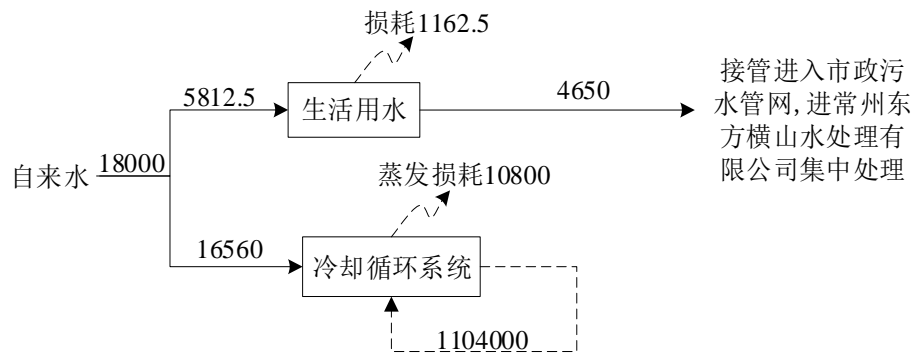 损耗1162.5
5812.5
生活用水
4650
接管进入市政污
水管网,进常州东
方横山水处理有
限公司集中处理
自来水
18000
蒸发损耗10800
16560
冷却循环系统
1104000